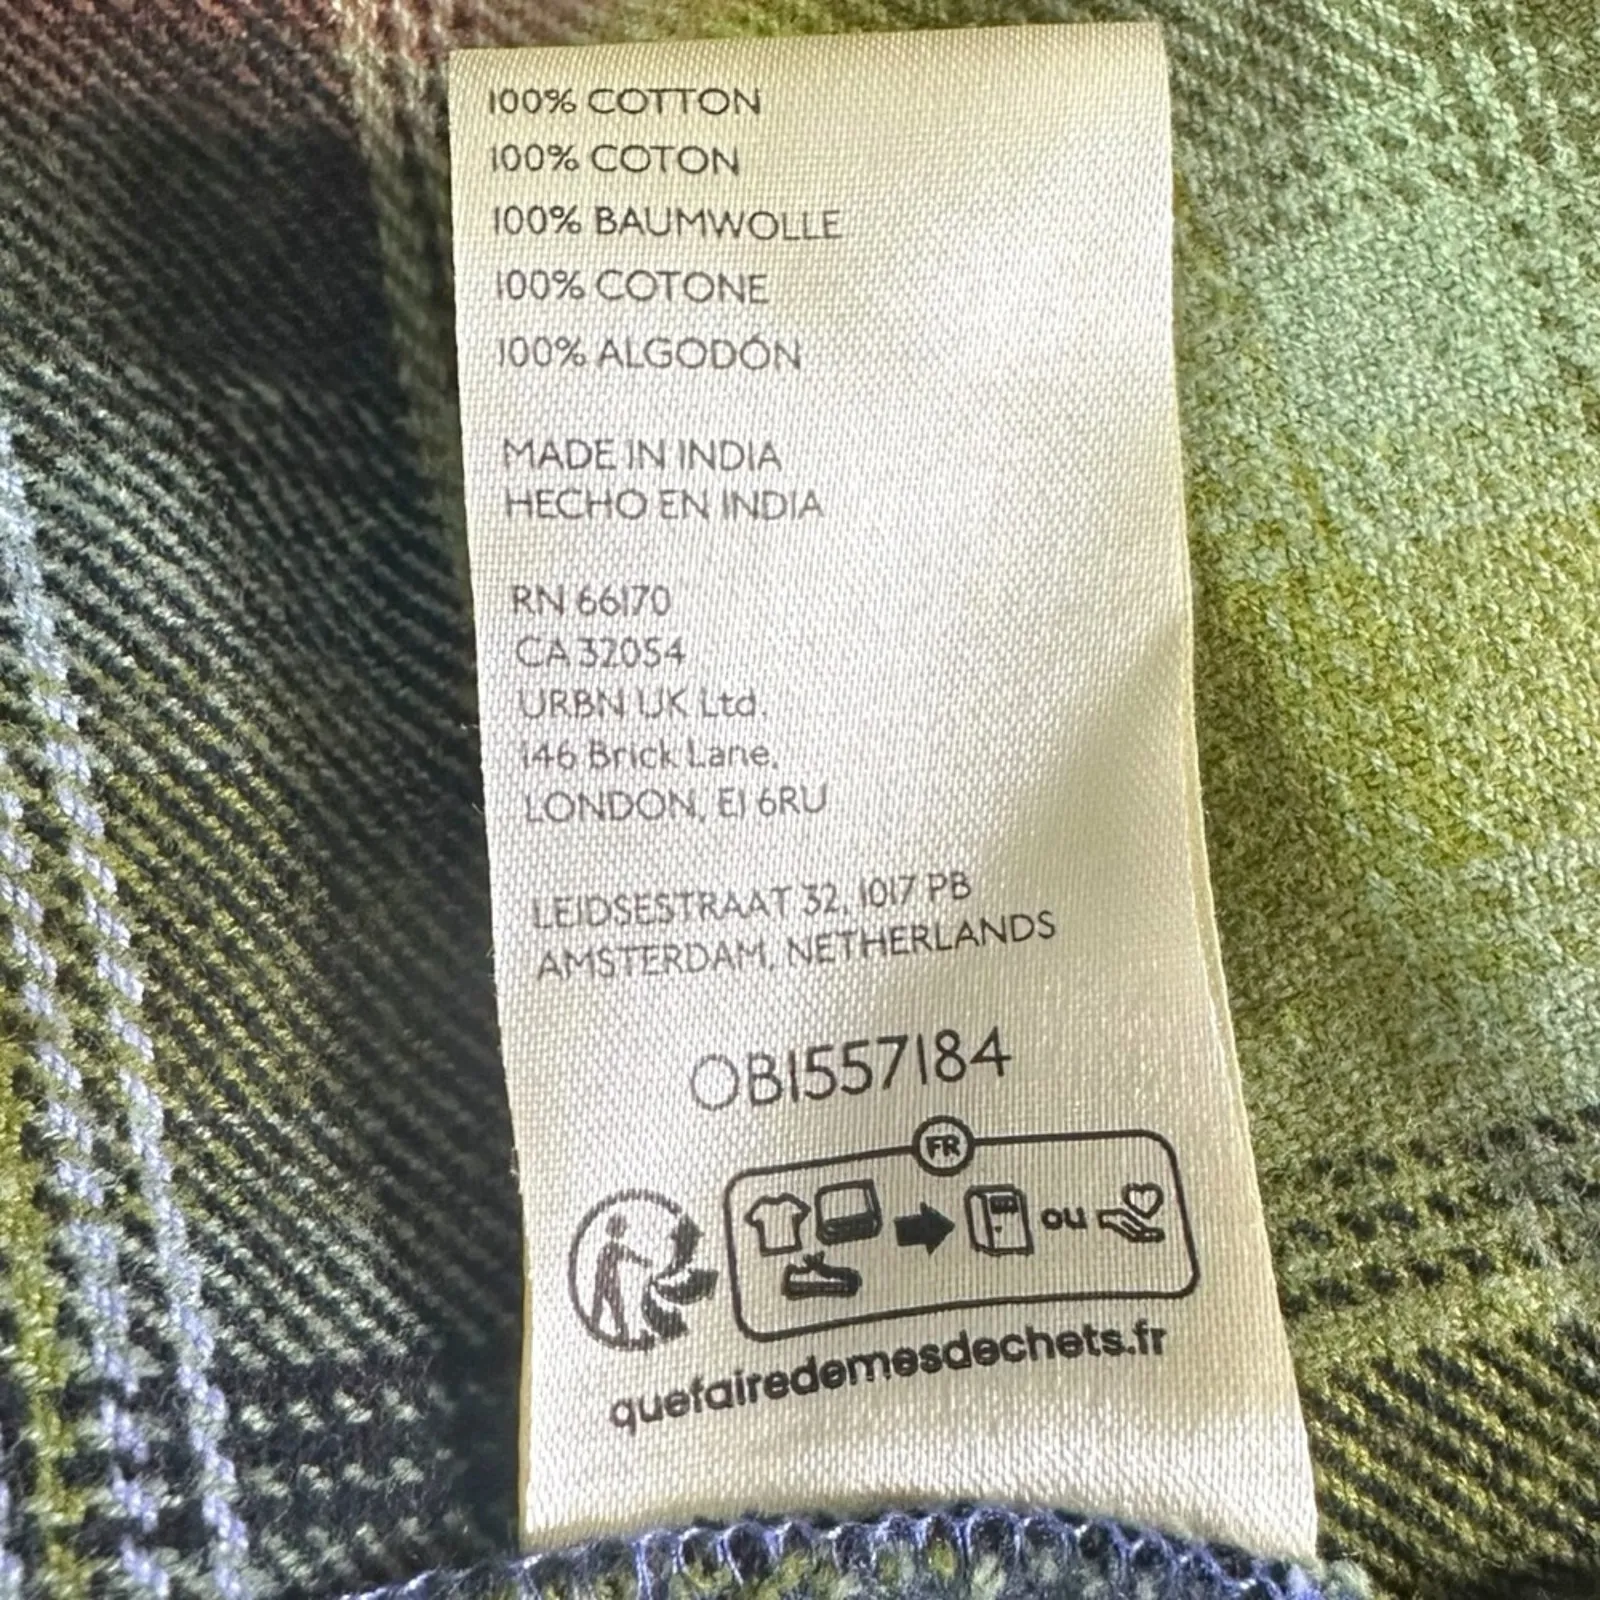 100% COTTON
100% COTON
100% BAUMWOLLE
100% COTONE
100% ALGODÓN
MADE IN INDIA
HECHO EN INDIA
RN 66170
CA 32054
URBN UK Ltd.
146 Brick Lane,
LONDON, E1 6RU
LEIDSESTRAAT 32, 1017 PB
AMSTERDAM, NETHERLANDS
OB1557184
FR
ou
quefairedemesdechets.fr